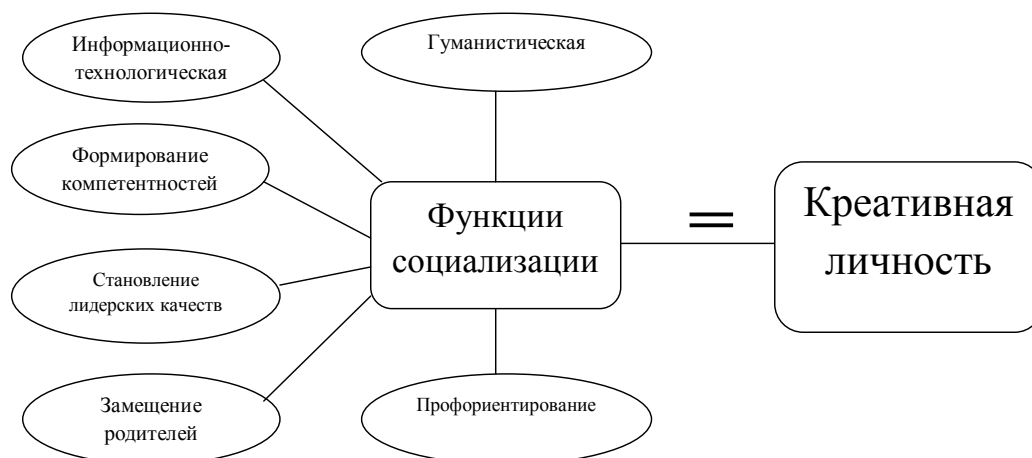 Информационно-
технологическая
Гуманистическая
Формирование
компетентностей
Функции
социализации
=
Креативная
личность
Становление
лидерских качеств
Замещение
родителей
Профориентирование